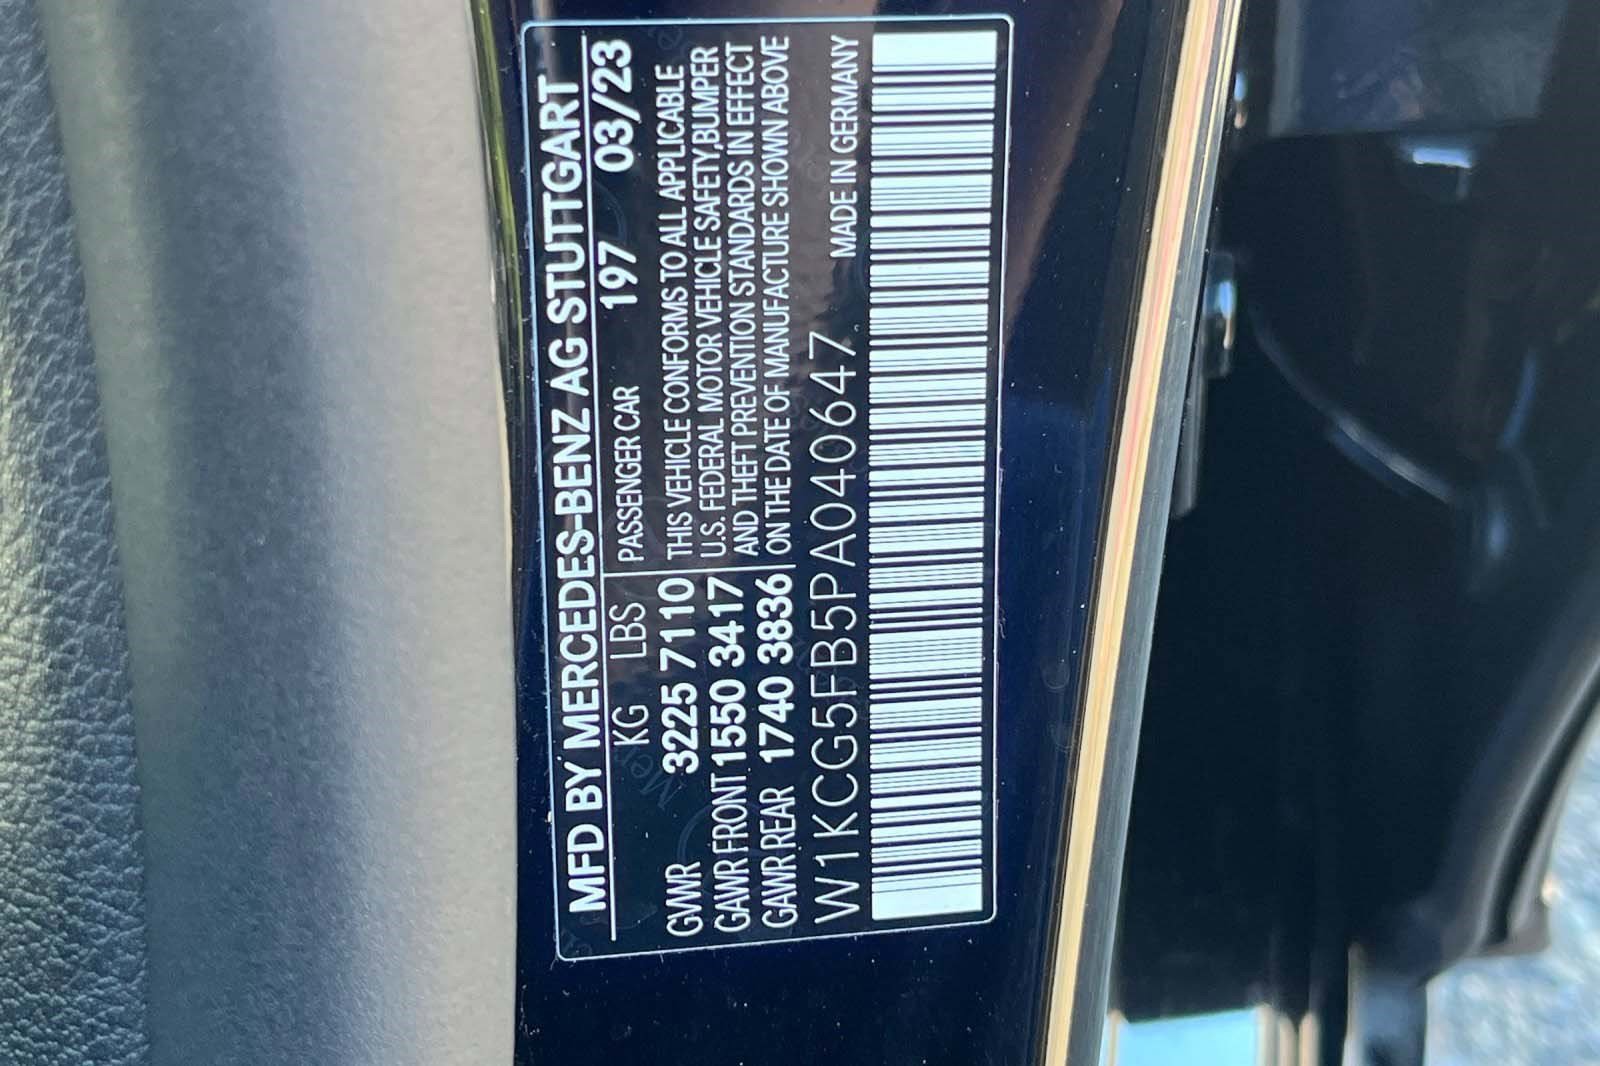 MFD BY MERCEDES-BENZ AG STUTTGART
KG LBS PASSENGER CAR 197 03/23
GVWR 3225 7110 THIS VEHICLE CONFORMS TO ALL APPLICABLE
GAWR FRONT 1550 3417 U.S. FEDERAL MOTOR VEHICLE SAFETY,BUMPER
AND THEFT PREVENTION STANDARDS IN EFFECT
GAWR REAR 1740 3836 ON THE DATE OF MANUFACTURE SHOWN ABOVE
W1KCG5FB5PA040647 MADE IN GERMANY